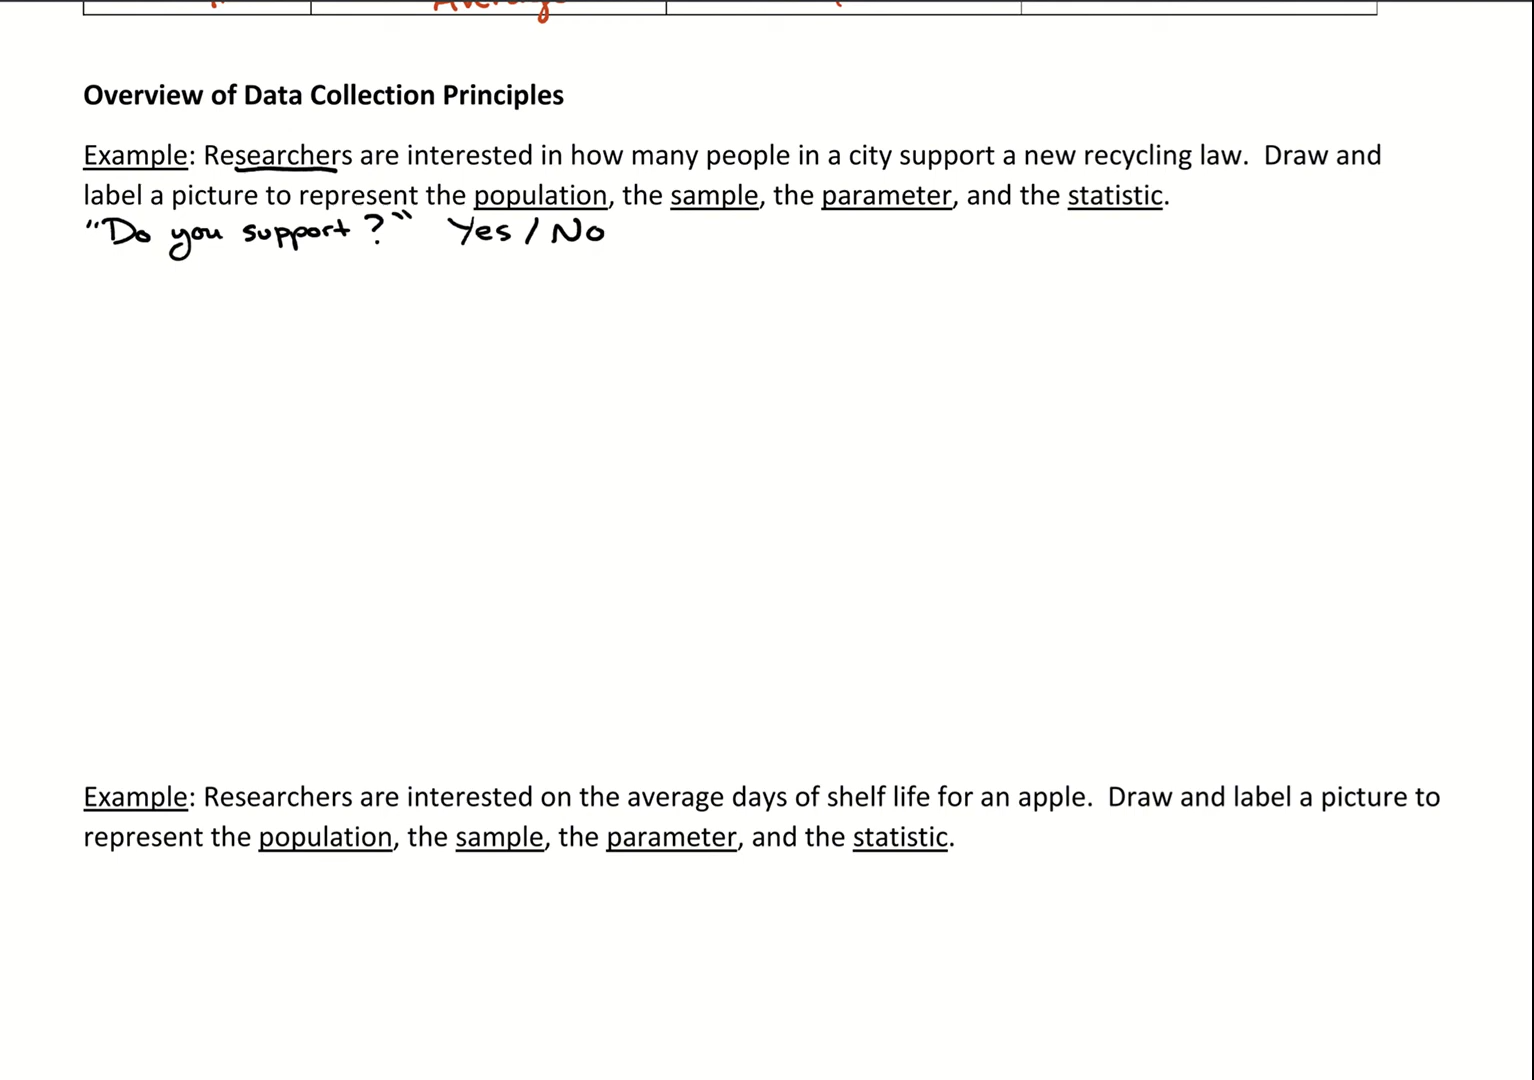 Overview of Data Collection Principles
Example: Researchers are interested in how many people in a city support a new recycling law. Draw and
label a picture to represent the population, the sample, the parameter, and the statistic.
"Do you support?" Yes / No
Example: Researchers are interested on the average days of shelf life for an apple. Draw and label a picture to
represent the population, the sample, the parameter, and the statistic.